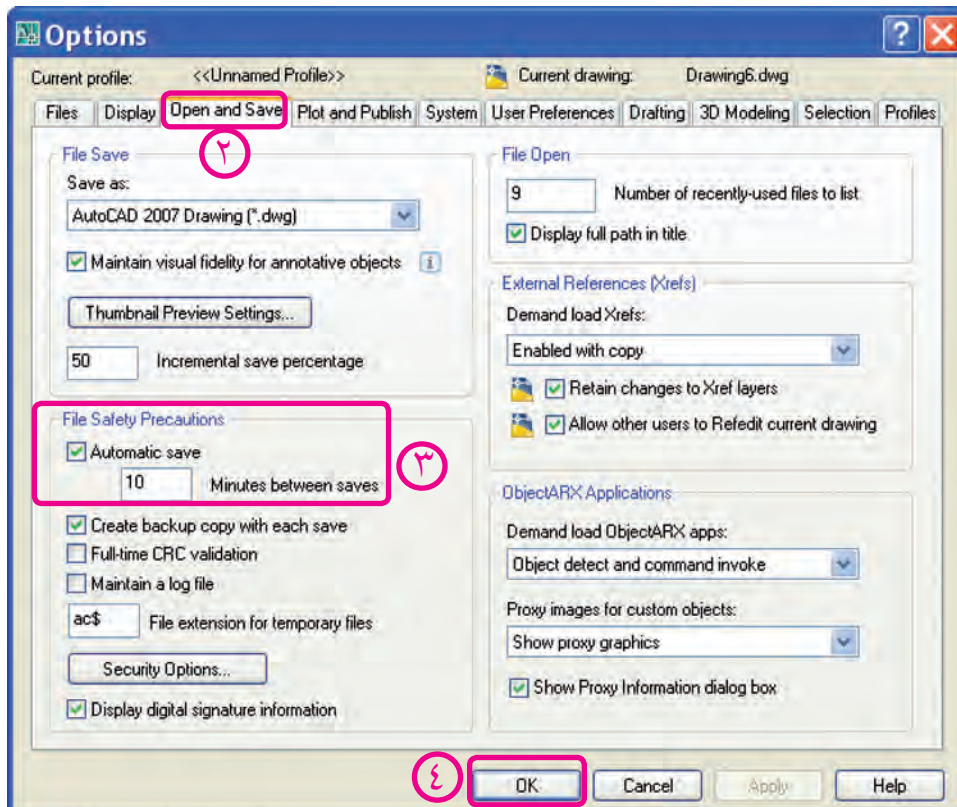 Options
Current profile: <<Unnamed Profile>> Current drawing: Drawing6.dwg
Files Display Open and Save Plot and Publish System User Preferences Drafting 3D Modeling Selection Profiles
٢
File Save
Save as:
AutoCAD 2007 Drawing (*.dwg)
Maintain visual fidelity for annotative objects i
Thumbnail Preview Settings...
50 Incremental save percentage
File Safety Precautions
Automatic save
10 Minutes between saves
٣
Create backup copy with each save
Full-time CRC validation
Maintain a log file
ac$ File extension for temporary files
Security Options...
Display digital signature information
File Open
9 Number of recently-used files to list
Display full path in title
External References (Xrefs)
Demand load Xrefs:
Enabled with copy
Retain changes to Xref layers
Allow other users to Refedit current drawing
ObjectARX Applications
Demand load ObjectARX apps:
Object detect and command invoke
Proxy images for custom objects:
Show proxy graphics
Show Proxy Information dialog box
٤ OK Cancel Apply Help